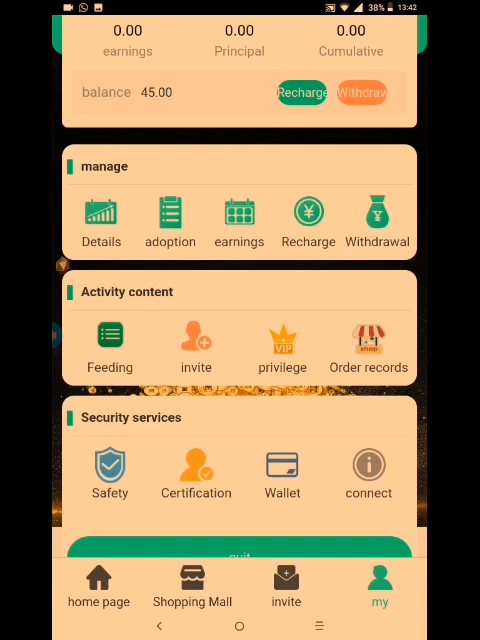 38% 13:42
0.00 0.00 0.00
earnings Principal Cumulative
balance 45.00 Recharge Withdraw
manage
Details adoption earnings Recharge Withdrawal
Activity content
VIP shop
Feeding invite privilege Order records
Security services
Safety Certification Wallet connect
quit
home page Shopping Mall invite my